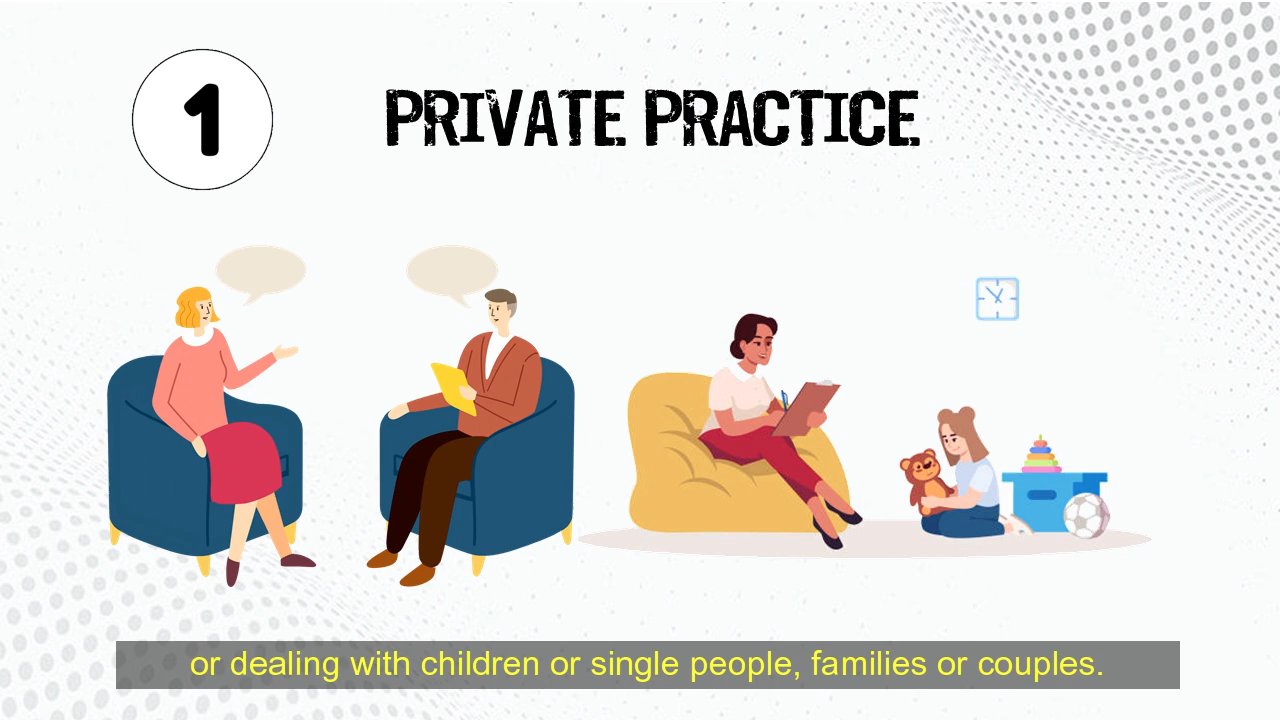 1
PRIVATE PRACTICE
or dealing with children or single people, families or couples.